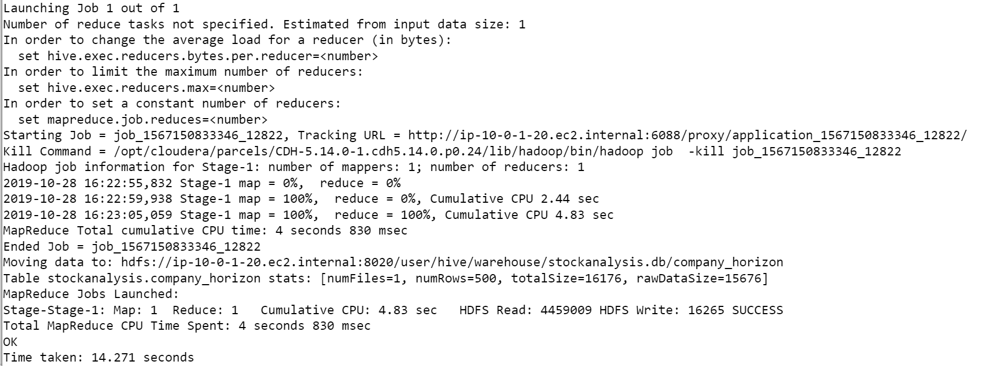 Launching Job 1 out of 1
Number of reduce tasks not specified. Estimated from input data size: 1
In order to change the average load for a reducer (in bytes):
  set hive.exec.reducers.bytes.per.reducer=<number>
In order to limit the maximum number of reducers:
  set hive.exec.reducers.max=<number>
In order to set a constant number of reducers:
  set mapreduce.job.reduces=<number>
Starting Job = job_1567150833346_12822, Tracking URL = http://ip-10-0-1-20.ec2.internal:6088/proxy/application_1567150833346_12822/
Kill Command = /opt/cloudera/parcels/CDH-5.14.0-1.cdh5.14.0.p0.24/lib/hadoop/bin/hadoop job  -kill job_1567150833346_12822
Hadoop job information for Stage-1: number of mappers: 1; number of reducers: 1
2019-10-28 16:22:55,832 Stage-1 map = 0%,  reduce = 0%
2019-10-28 16:22:59,938 Stage-1 map = 100%,  reduce = 0%, Cumulative CPU 2.44 sec
2019-10-28 16:23:05,059 Stage-1 map = 100%,  reduce = 100%, Cumulative CPU 4.83 sec
MapReduce Total cumulative CPU time: 4 seconds 830 msec
Ended Job = job_1567150833346_12822
Moving data to: hdfs://ip-10-0-1-20.ec2.internal:8020/user/hive/warehouse/stockanalysis.db/company_horizon
Table stockanalysis.company_horizon stats: [numFiles=1, numRows=500, totalSize=16176, rawDataSize=15676]
MapReduce Jobs Launched:
Stage-Stage-1: Map: 1  Reduce: 1   Cumulative CPU: 4.83 sec   HDFS Read: 4459009 HDFS Write: 16265 SUCCESS
Total MapReduce CPU Time Spent: 4 seconds 830 msec
OK
Time taken: 14.271 seconds